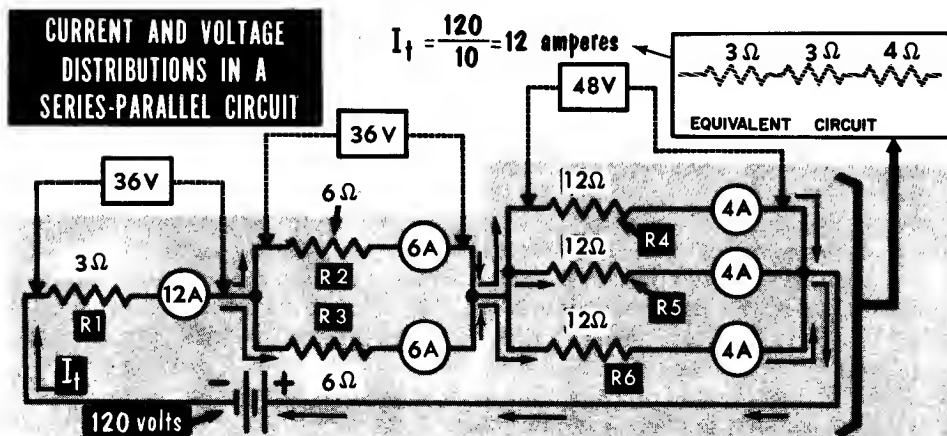 CURRENT AND VOLTAGE
DISTRIBUTIONS IN A
SERIES-PARALLEL CIRCUIT
I_t = 120/10 = 12 amperes
3Ω 3Ω 4Ω
EQUIVALENT CIRCUIT
48V
36V
36V
6Ω
12Ω
4A
R4
3Ω
12A
R1
R2
6A
12Ω
4A
R5
R3
6A
6Ω
12Ω
4A
R6
I_t
- +
120 volts